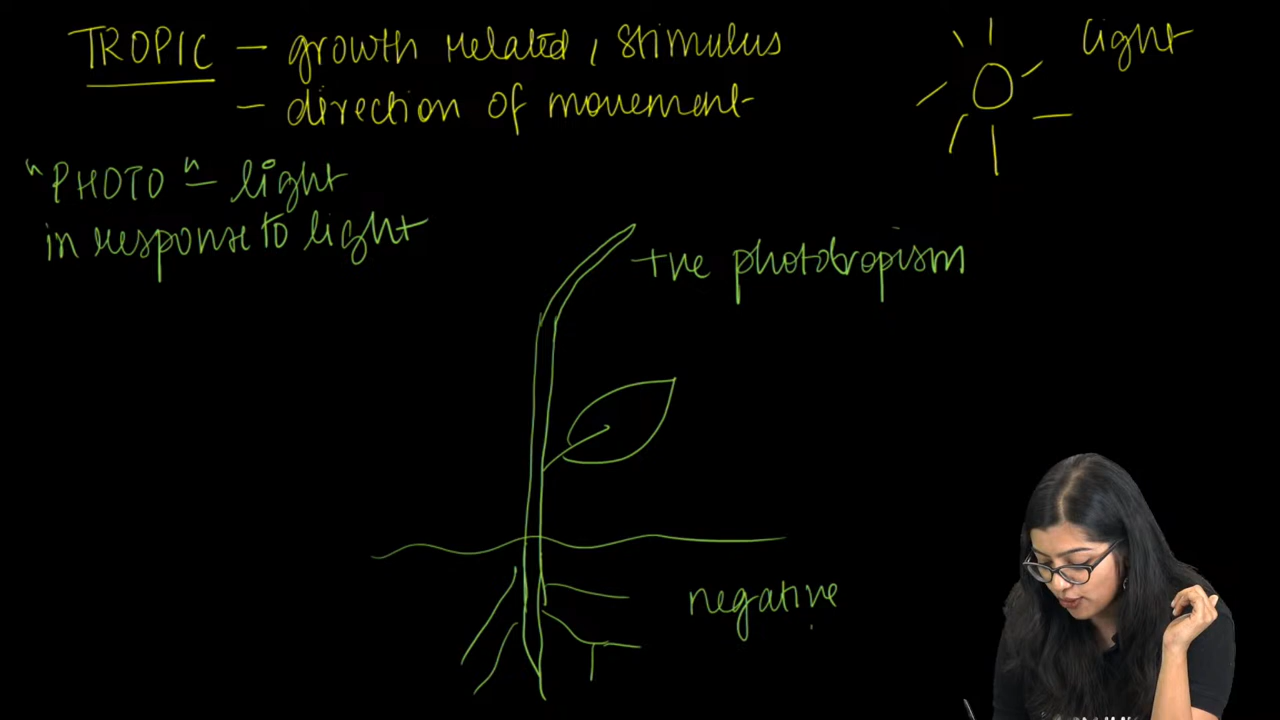 TROPIC - growth related, stimulus
- direction of movement
light
"PHOTO" - light
in response to light
+ve phototropism
negative